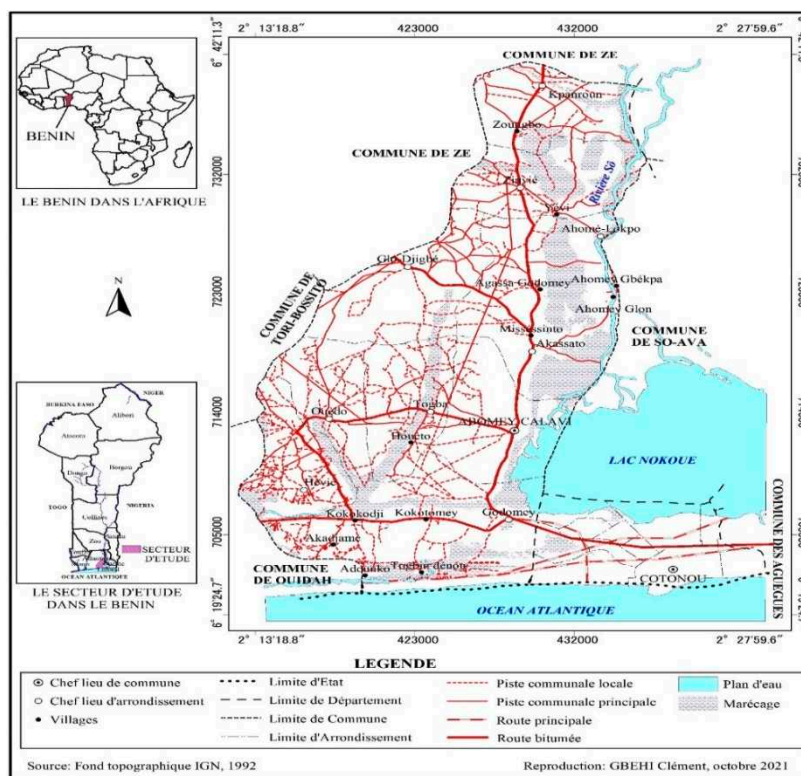 2° 13'18.8" 423000 432000 2° 27'59.6"
6° 42'11.3"
COMMUNE DE ZE
Kpanroun
BENIN
Zoungbo
LE BENIN DANS L'AFRIQUE
COMMUNE DE ZE
732000
Zinvié
Rivière Sô
Yevi
Ahomè-Lokpo
Glo-Djigbé
N
723000
Agassa Godomey
Ahomey Gbékpa
Ahomey Glon
COMMUNE DE TORI-BOSSITO
Missessinto
COMMUNE DE SO-AVA
Akassato
BURKINA FASO
NIGER
Alibori
Atacora
Borgou
Donga
TOGO
NIGERIA
Collines
Zou
SECTEUR D'ETUDE
OCEAN ATLANTIQUE
LE SECTEUR D'ETUDE
DANS LE BENIN
714000
Ouèdo
Togba
ABOMEY-CALAVI
Houèto
LAC NOKOUE
Hêvié
Kokokodji
Kokotomey
Godomey
705000
Akadjamè
COMMUNE DE OUIDAH
Adounko
Togbin
COTONOU
COMMUNE DES AGUEGUES
6° 19'24.7"
OCEAN ATLANTIQUE
2° 13'18.8" 423000 432000 2° 27'59.6"
LEGENDE
Chef lieu de commune
Chef lieu d'arrondissement
Villages
Limite d'Etat
Limite de Département
Limite de Commune
Limite d'Arrondissement
Piste communale locale
Piste communale principale
Route principale
Route bitumée
Plan d'eau
Marécage
Source: Fond topographique IGN, 1992 Reproduction: GBEHI Clément, octobre 2021